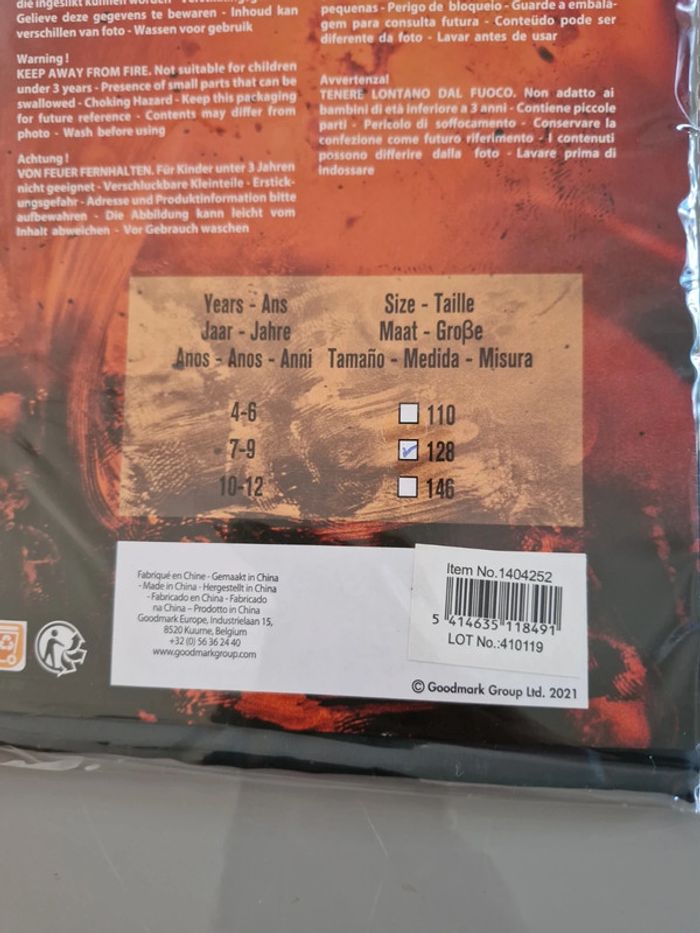 Gelieve deze gegevens te bewaren - Inhoud kan
verschillen van foto - Wassen voor gebruik
Warning !
KEEP AWAY FROM FIRE. Not suitable for children
under 3 years - Presence of small parts that can be
swallowed - Choking Hazard - Keep this packaging
for future reference - Contents may differ from
photo - Wash before using
Achtung !
VON FEUER FERNHALTEN. Für Kinder unter 3 Jahren
nicht geeignet - Verschluckbare Kleinteile - Erstick-
ungsgefahr - Adresse und Produktinformation bitte
aufbewahren - Die Abbildung kann leicht vom
Inhalt abweichen - Vor Gebrauch waschen
pequenas - Perigo de bloqueio - Guarde a embala-
gem para consulta futura - Conteúdo pode ser
diferente da foto - Lavar antes de usar
Avvertenza!
TENERE LONTANO DAL FUOCO. Non adatto ai
bambini di età inferiore a 3 anni - Contiene piccole
parti - Pericolo di soffocamento - Conservare la
confezione come futuro riferimento - I contenuti
possono differire dalla foto - Lavare prima di
indossare
Years - Ans Size - Taille
Jaar - Jahre Maat - Große
Anos - Anos - Anni Tamaño - Medida - Misura
4-6 110
7-9 128
10-12 146
Fabriqué en Chine - Gemaakt in China
- Made in China - Hergestellt in China
- Fabricado en China - Fabricado
na China – Prodotto in China
Goodmark Europe, Industrielaan 15,
8520 Kuurne, Belgium
+32 (0) 56 36 24 40
www.goodmarkgroup.com
Item No.1404252
5 414635 118491
LOT No.:410119
© Goodmark Group Ltd. 2021